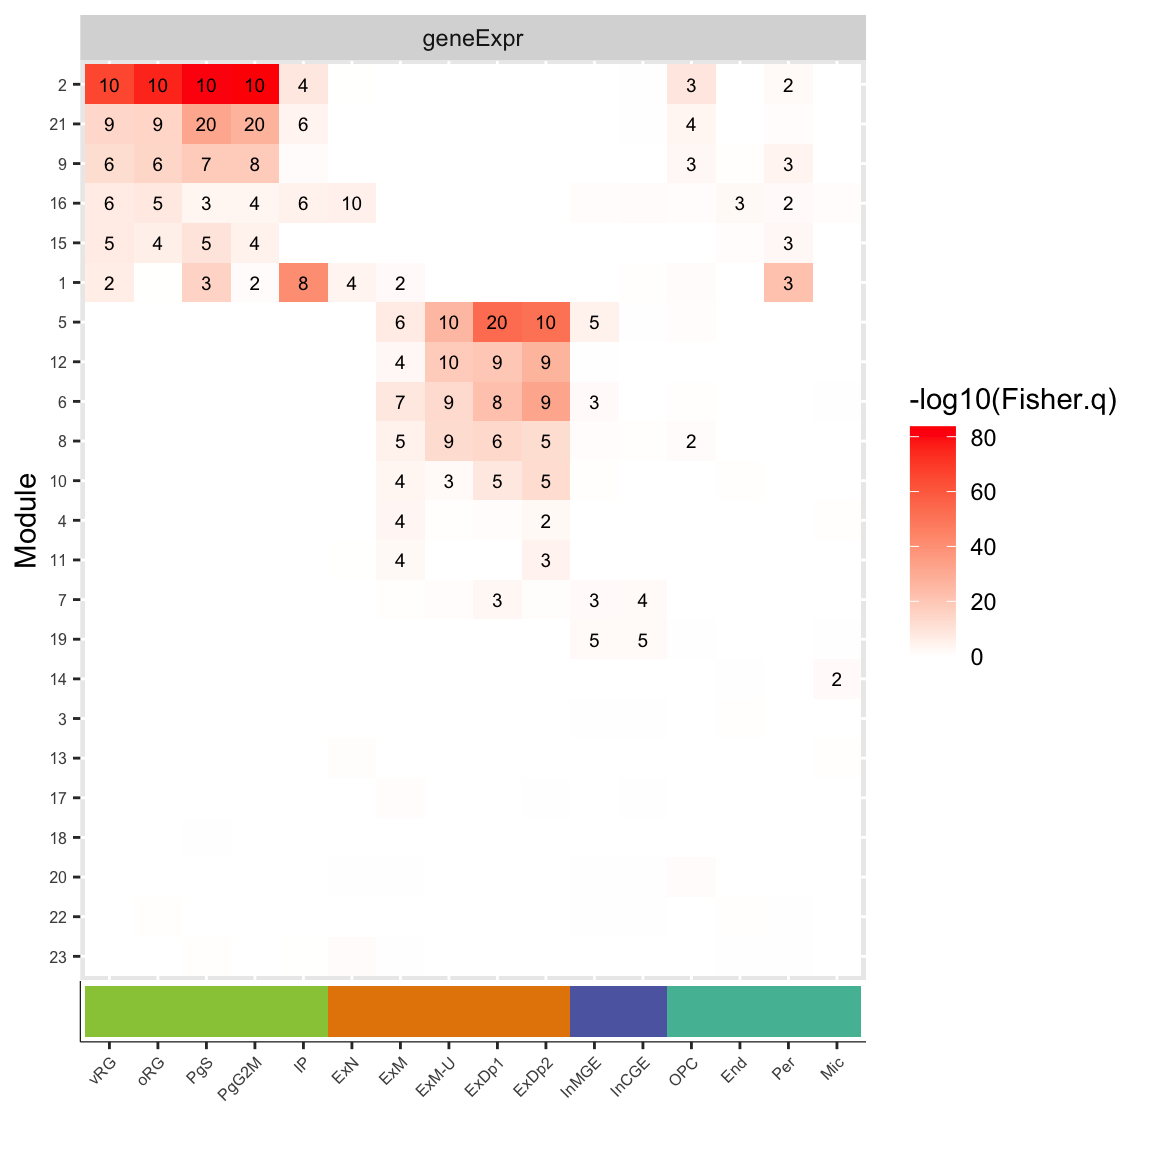 geneExpr
2 10 10 10 10 4 3 2
21 9 9 20 20 6 4
9 6 6 7 8 3 3
16 6 5 3 4 6 10 3 2
15 5 4 5 4 3
1 2 3 2 8 4 2 3
5 6 10 20 10 5
12 4 10 9 9
6 7 9 8 9 3
8 5 9 6 5 2
10 4 3 5 5
4 4 2
11 4 3
7 3 3 4
19 5 5
14 2
3
13
17
18
20
22
23
Module
vRG oRG PgS PgG2M IP ExN ExM ExM-U ExDp1 ExDp2 InMGE InCGE OPC End Per Mic
-log10(Fisher.q)
80
60
40
20
0